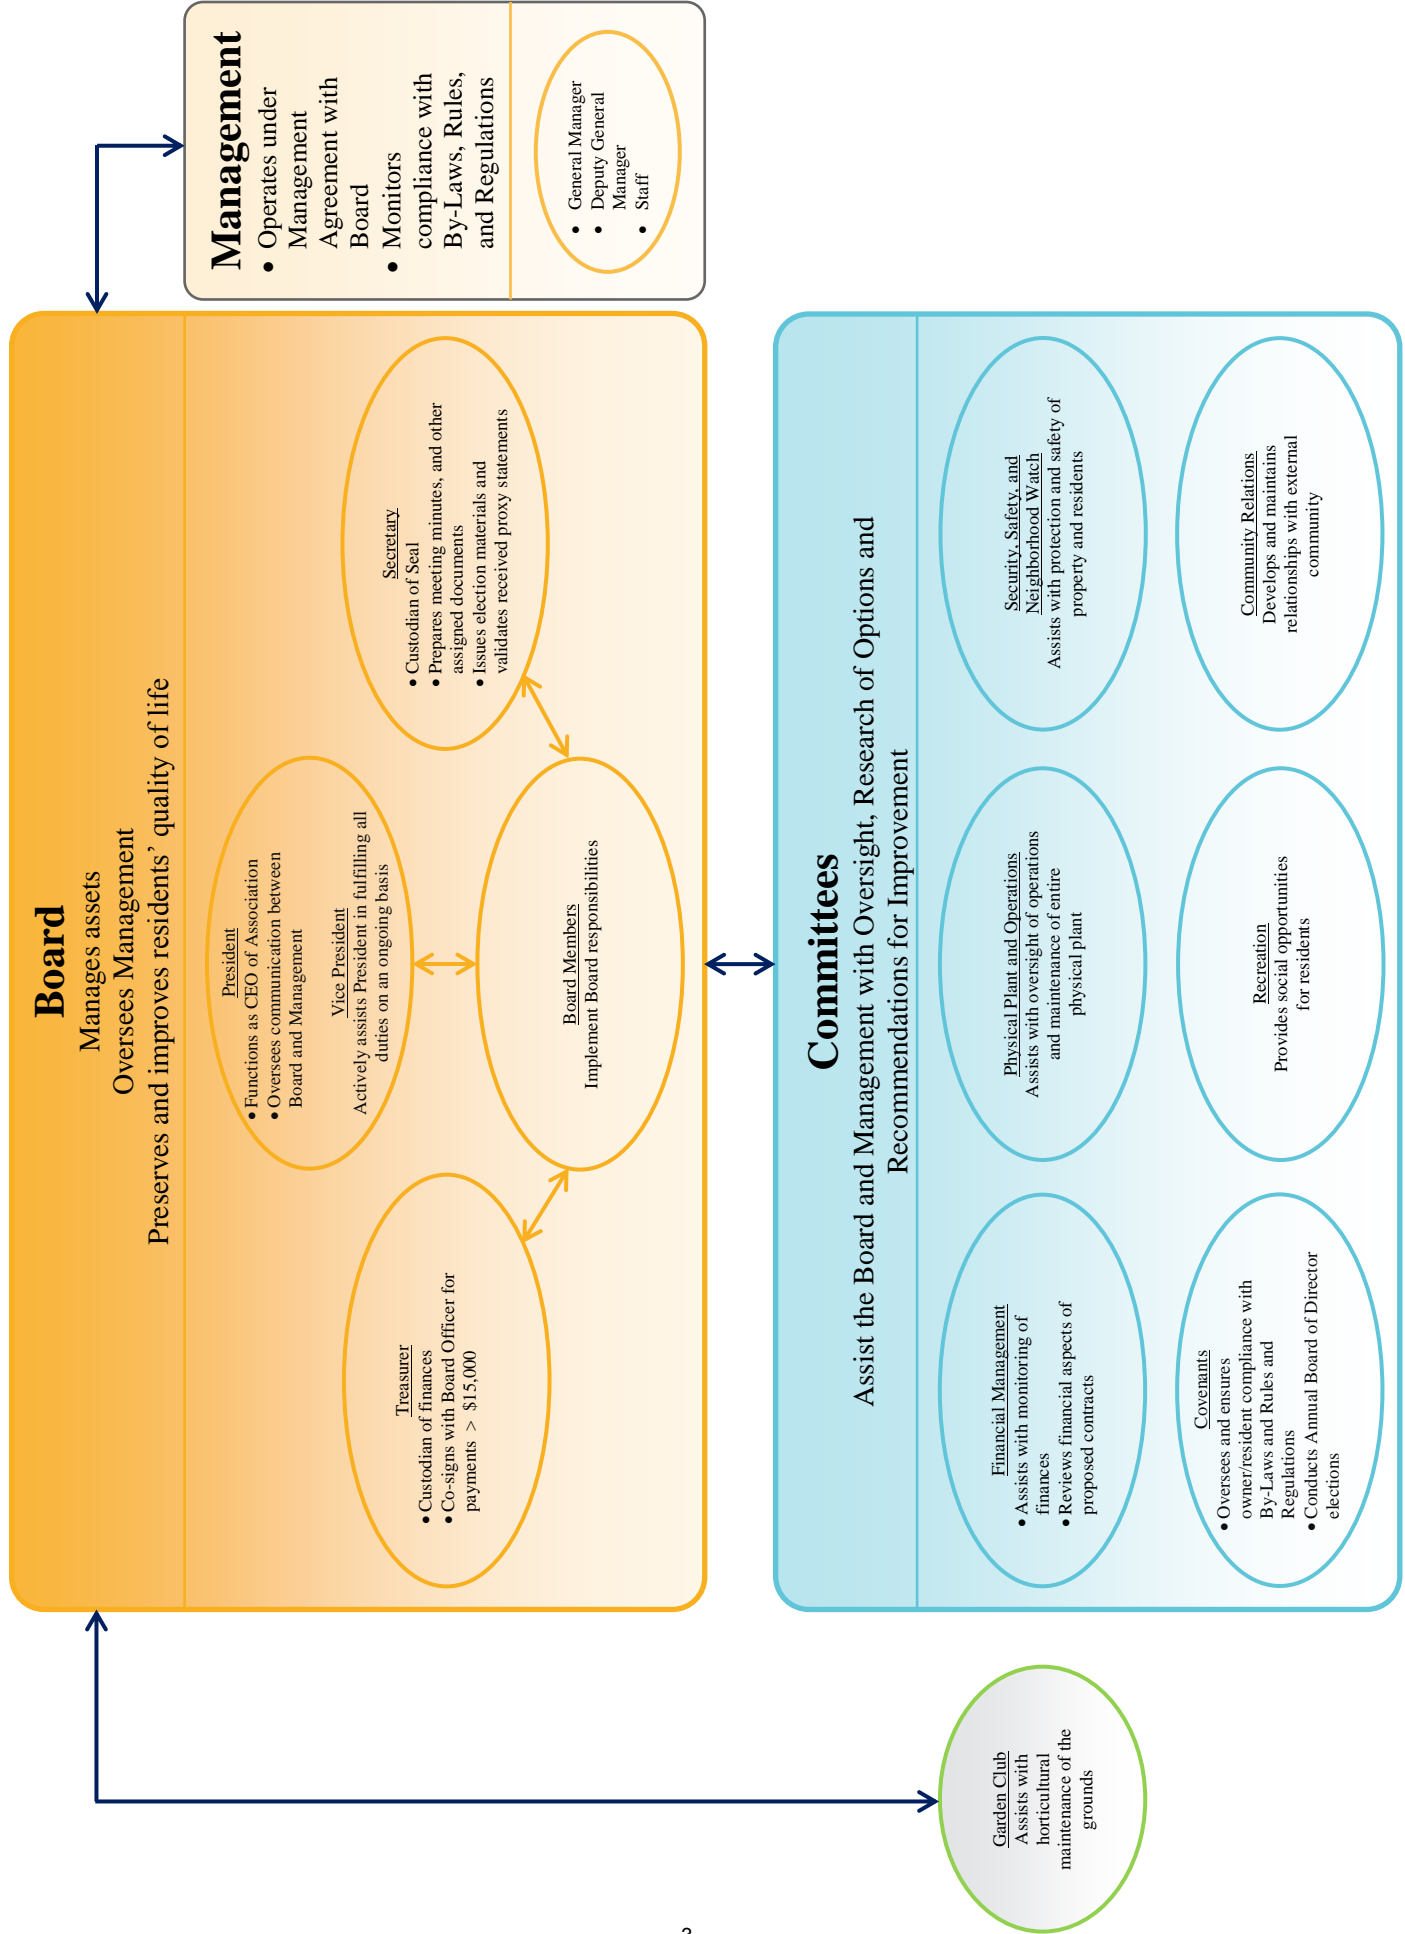 Board
Manages assets
Oversees Management
Preserves and improves residents’ quality of life
President
• Functions as CEO of Association
• Oversees communication between
Board and Management
Vice President
Actively assists President in fulfilling all
duties on an ongoing basis
Treasurer
• Custodian of finances
• Co-signs with Board Officer for
payments > $15,000
Secretary
• Custodian of Seal
• Prepares meeting minutes, and other
assigned documents
• Issues election materials and
validates received proxy statements
Board Members
Implement Board responsibilities
Management
• Operates under
Management
Agreement with
Board
• Monitors
compliance with
By-Laws, Rules,
and Regulations
• General Manager
• Deputy General
Manager
• Staff
Committees
Assist the Board and Management with Oversight, Research of Options and
Recommendations for Improvement
Financial Management
• Assists with monitoring of
finances
• Reviews financial aspects of
proposed contracts
Physical Plant and Operations
Assists with oversight of operations
and maintenance of entire
physical plant
Security, Safety, and
Neighborhood Watch
Assists with protection and safety of
property and residents
Covenants
• Oversees and ensures
owner/resident compliance with
By-Laws and Rules and
Regulations
• Conducts Annual Board of Director
elections
Recreation
Provides social opportunities
for residents
Community Relations
Develops and maintains
relationships with external
community
Garden Club
Assists with
horticultural
maintenance of the
grounds